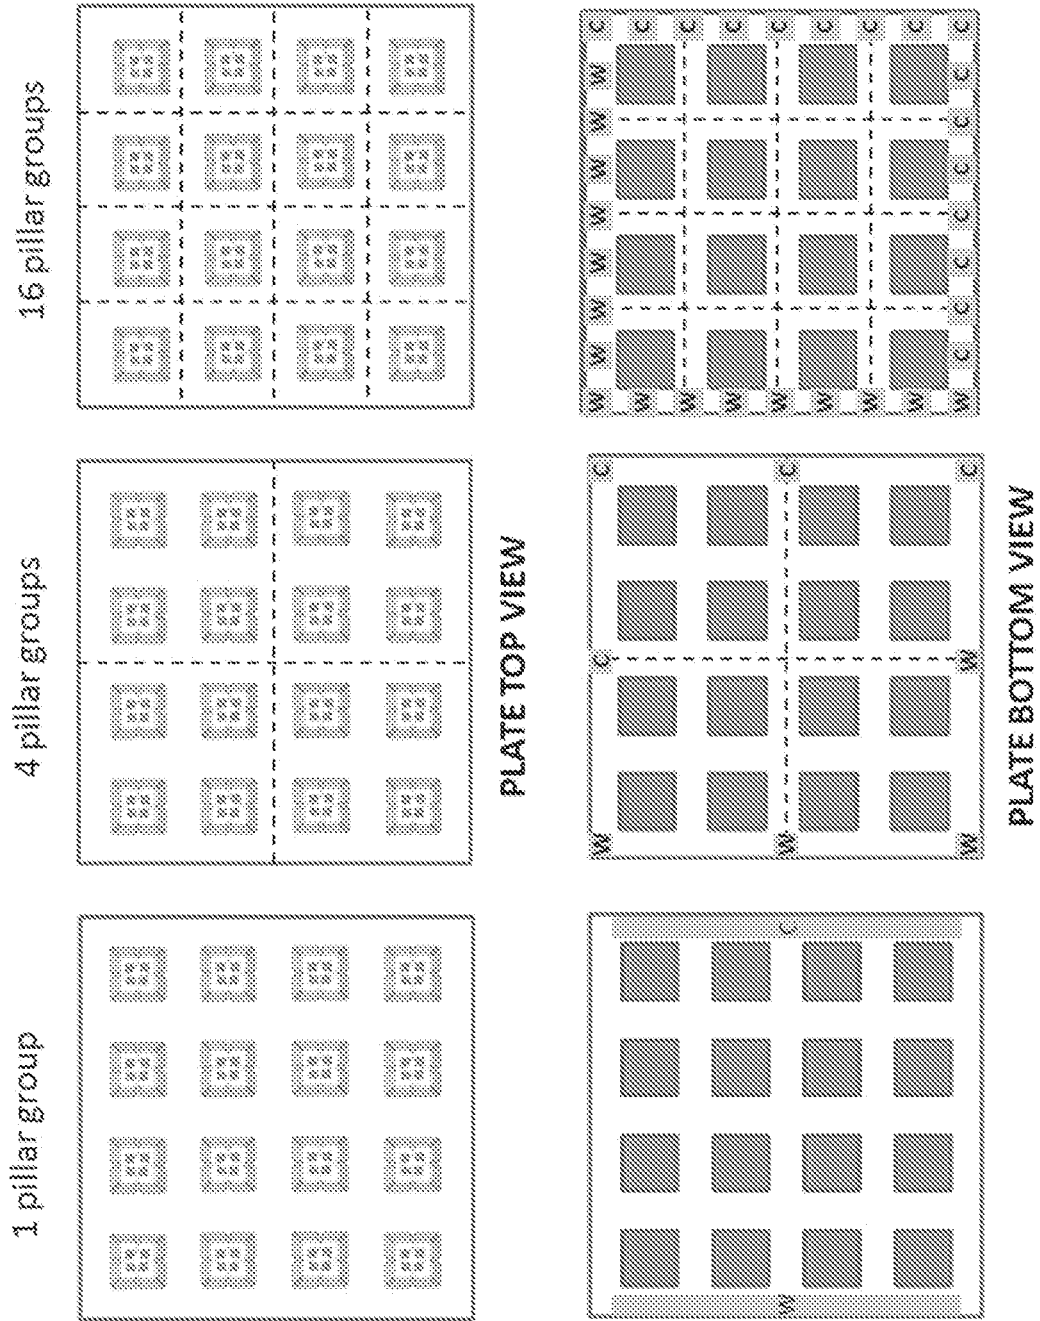 1 pillar group
4 pillar groups
16 pillar groups
PLATE TOP VIEW
W C
W C C
W C
W W C
W W W W W W W W C
W C
W C
W C
W C
W C
W C
W C
W C C C C C C C C
PLATE BOTTOM VIEW